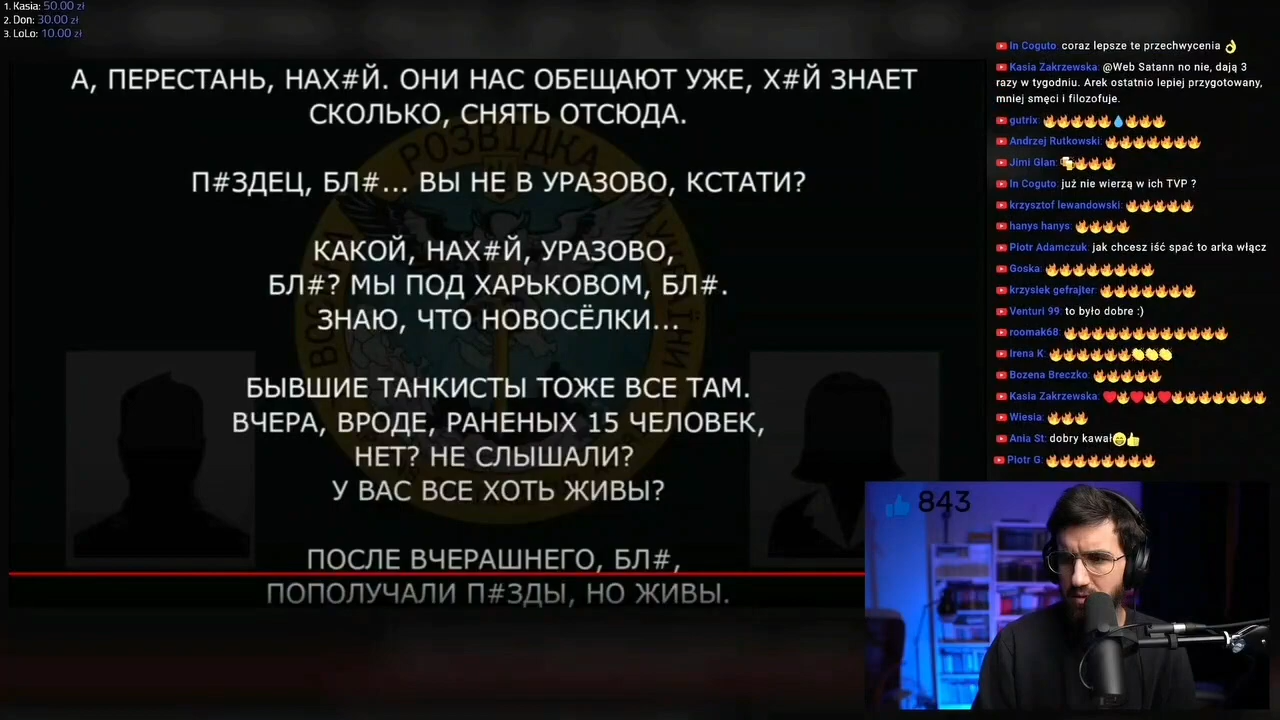 1. Kasia: 50.00 zł
2. Don: 30.00 zł
3. LoLo: 10.00 zł
А, ПЕРЕСТАНЬ, НАХ#Й. ОНИ НАС ОБЕЩАЮТ УЖЕ, Х#Й ЗНАЕТ
СКОЛЬКО, СНЯТЬ ОТСЮДА.
П#ЗДЕЦ, БЛ#... ВЫ НЕ В УРАЗОВО, КСТАТИ?
КАКОЙ, НАХ#Й, УРАЗОВО,
БЛ#? МЫ ПОД ХАРЬКОВОМ, БЛ#.
ЗНАЮ, ЧТО НОВОСЁЛКИ...
БЫВШИЕ ТАНКИСТЫ ТОЖЕ ВСЕ ТАМ.
ВЧЕРА, ВРОДЕ, РАНЕНЫХ 15 ЧЕЛОВЕК,
НЕТ? НЕ СЛЫШАЛИ?
У ВАС ВСЕ ХОТЬ ЖИВЫ?
ПОСЛЕ ВЧЕРАШНЕГО, БЛ#,
ПОПОЛУЧАЛИ П#ЗДЫ, НО ЖИВЫ.
РОЗВІДКА
In Coguto: coraz lepsze te przechwycenia 👌
Kasia Zakrzewska: @Web Satann no nie, dają 3
razy w tygodniu. Arek ostatnio lepiej przygotowany,
mniej smęci i filozofuje.
gutrix: 🔥🔥🔥🔥🔥💧🔥🔥🔥
Andrzej Rutkowski: 🔥🔥🔥🔥🔥🔥🔥
Jimi Glan: 🍻🔥🔥🔥
In Coguto: już nie wierzą w ich TVP ?
krzysztof lewandowski: 🔥🔥🔥🔥🔥
hanys hanys: 🔥🔥🔥🔥
Piotr Adamczuk: jak chcesz iść spać to arka włącz
Goska: 🔥🔥🔥🔥🔥🔥🔥🔥
krzysiek gefrajter: 🔥🔥🔥🔥🔥🔥🔥
Venturi 99: to było dobre :)
roomak68: 🔥🔥🔥🔥🔥🔥🔥🔥🔥🔥🔥🔥
Irena K: 🔥🔥🔥🔥🔥🔥👏👏👏
Bozena Breczko: 🔥🔥🔥🔥🔥
Kasia Zakrzewska: ❤️🔥❤️🔥❤️🔥🔥🔥🔥🔥🔥🔥
Wiesia: 🔥🔥🔥
Ania St: dobry kawał😄👍
Piotr G: 🔥🔥🔥🔥🔥🔥🔥🔥
843